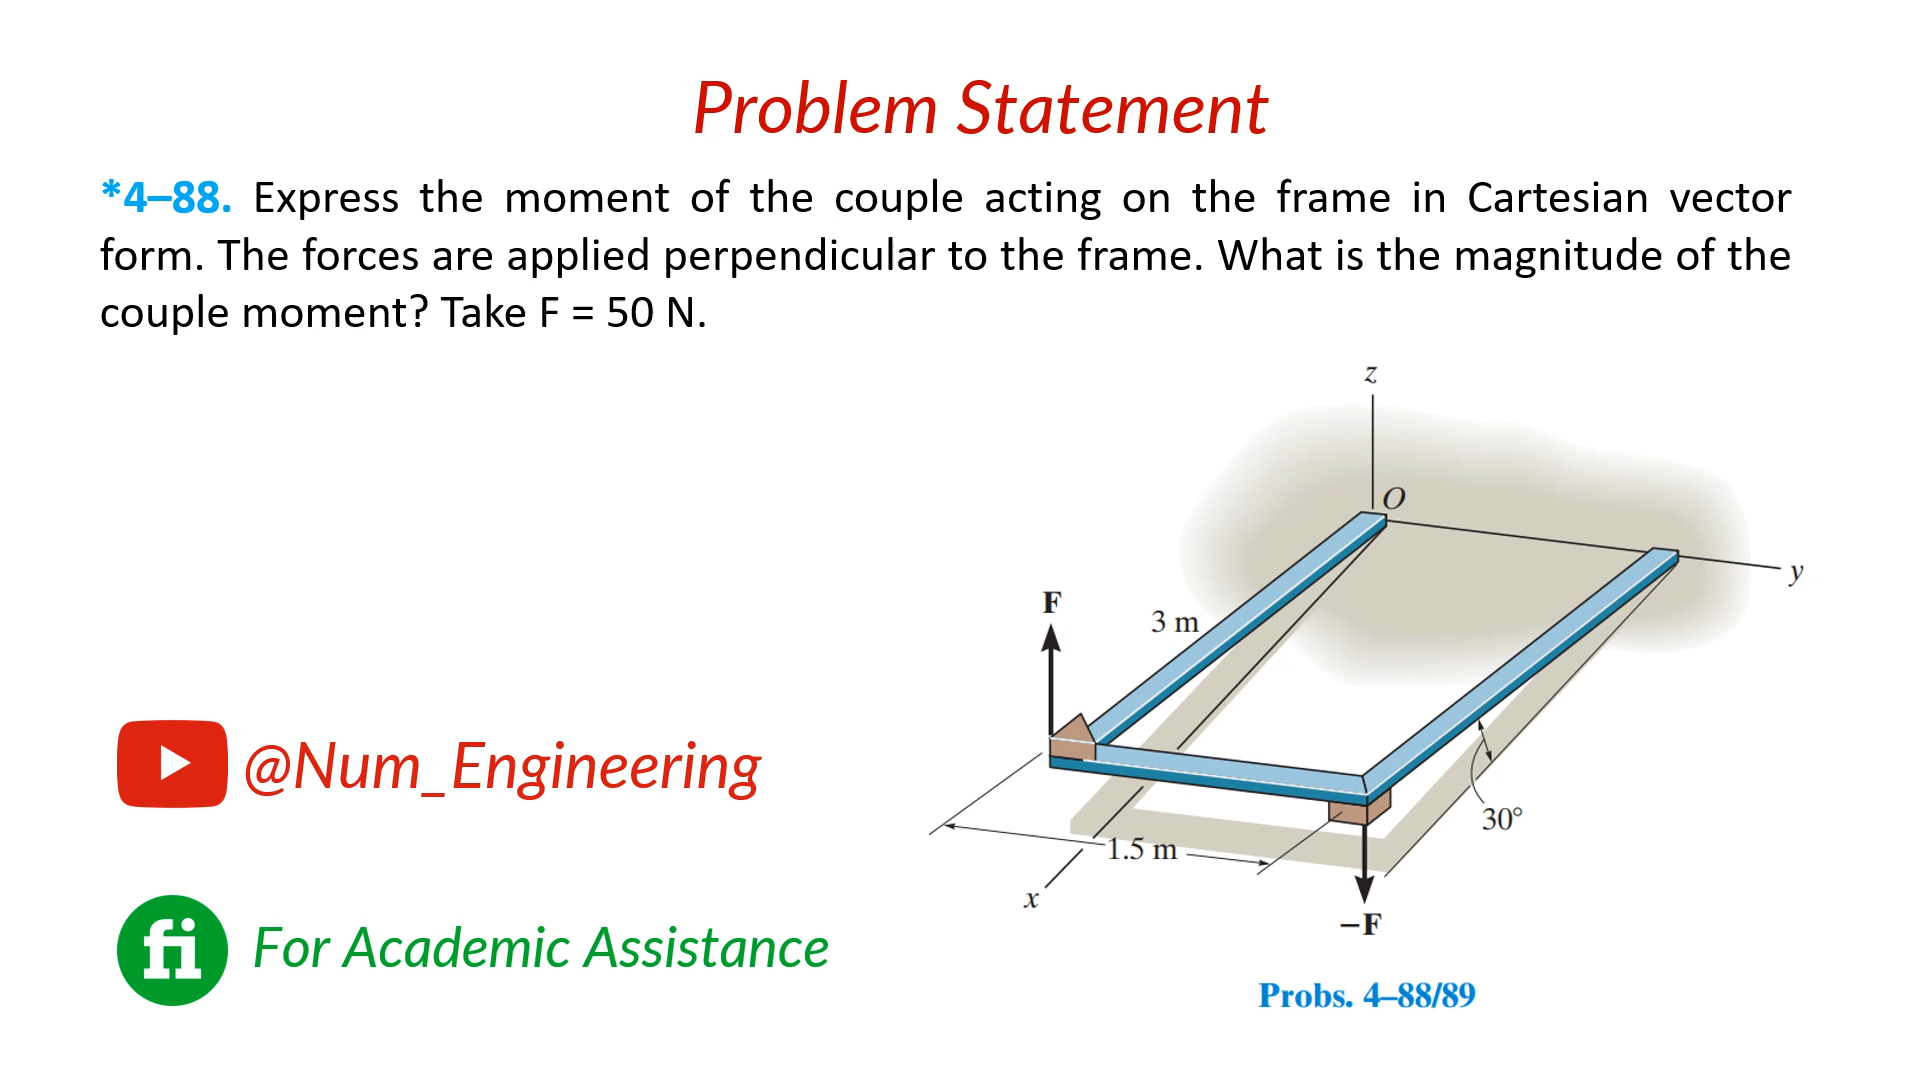 Problem Statement
*4–88. Express the moment of the couple acting on the frame in Cartesian vector
form. The forces are applied perpendicular to the frame. What is the magnitude of the
couple moment? Take F = 50 N.
z
O
y
F
3 m
30°
1.5 m
x
–F
Probs. 4–88/89
@Num_Engineering
fi
For Academic Assistance